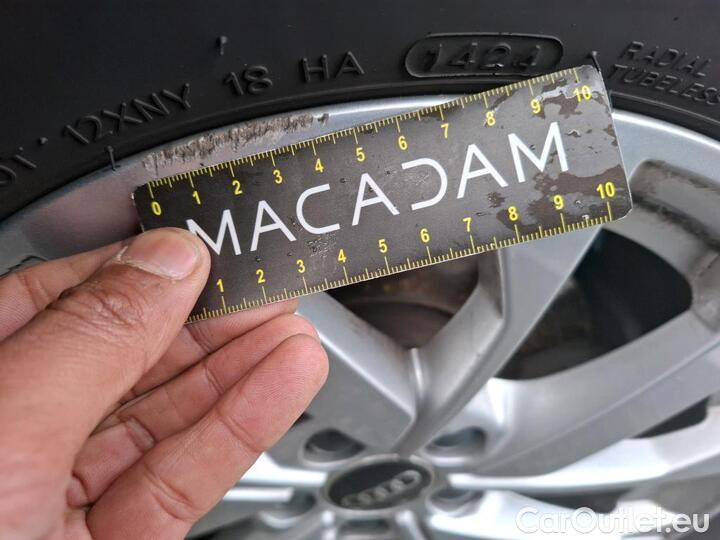 12XNY 18 HA 1424
RADIAL
TUBELESS
0 1 2 3 4 5 6 7 8 9 10
MACADAM
1 2 3 4 5 6 7 8 9 10
CarOutlet.eu